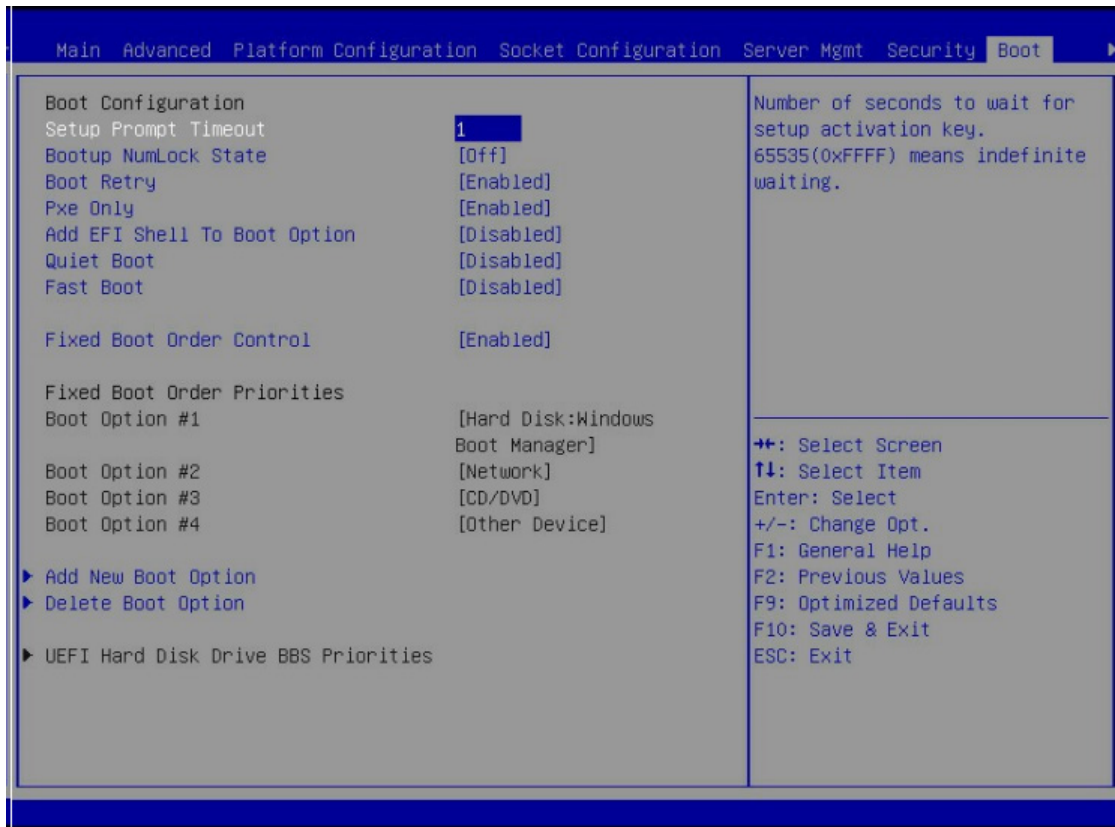 Main Advanced Platform Configuration Socket Configuration Server Mgmt Security Boot
Boot Configuration
Setup Prompt Timeout 1
Bootup NumLock State [Off]
Boot Retry [Enabled]
Pxe Only [Enabled]
Add EFI Shell To Boot Option [Disabled]
Quiet Boot [Disabled]
Fast Boot [Disabled]
Fixed Boot Order Control [Enabled]
Fixed Boot Order Priorities
Boot Option #1 [Hard Disk:Windows
Boot Manager]
Boot Option #2 [Network]
Boot Option #3 [CD/DVD]
Boot Option #4 [Other Device]
Add New Boot Option
Delete Boot Option
UEFI Hard Disk Drive BBS Priorities
Number of seconds to wait for
setup activation key.
65535(0xFFFF) means indefinite
waiting.
→←: Select Screen
↑↓: Select Item
Enter: Select
+/-: Change Opt.
F1: General Help
F2: Previous Values
F9: Optimized Defaults
F10: Save & Exit
ESC: Exit